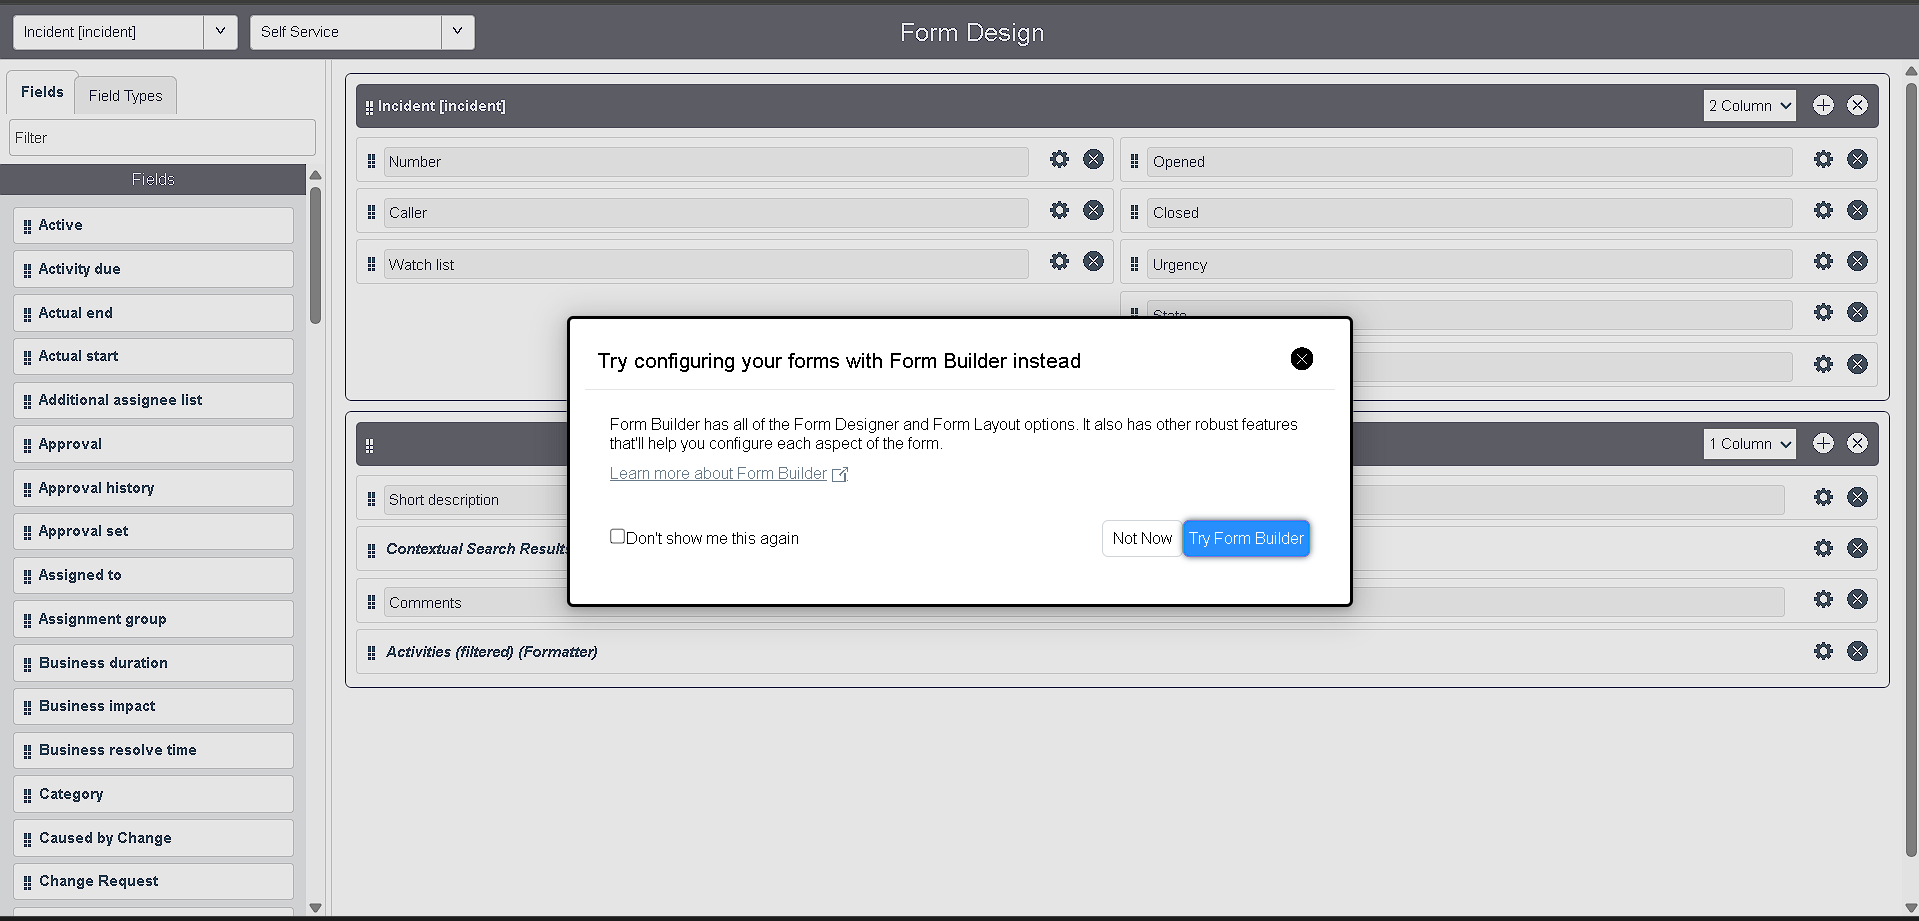 Incident [incident]
Self Service
Form Design
Fields
Field Types
Filter
Fields
Active
Activity due
Actual end
Actual start
Additional assignee list
Approval
Approval history
Approval set
Assigned to
Assignment group
Business duration
Business impact
Business resolve time
Category
Caused by Change
Change Request
Incident [incident]
2 Column
Number
Opened
Caller
Closed
Watch list
Urgency
State
1 Column
Short description
Contextual Search Results
Comments
Activities (filtered) (Formatter)
Try configuring your forms with Form Builder instead
Form Builder has all of the Form Designer and Form Layout options. It also has other robust features
that'll help you configure each aspect of the form.
Learn more about Form Builder
Don't show me this again
Not Now
Try Form Builder